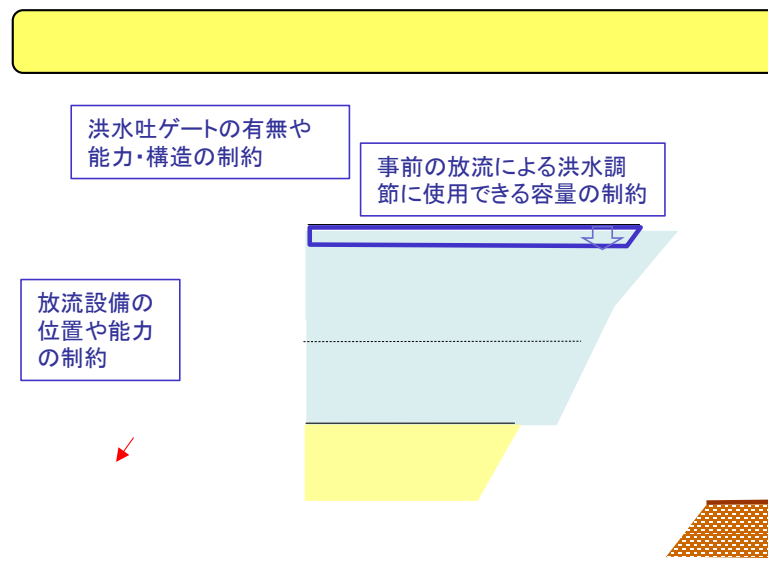 洪水吐ゲートの有無や
能力・構造の制約
事前の放流による洪水調
節に使用できる容量の制約
放流設備の
位置や能力
の制約